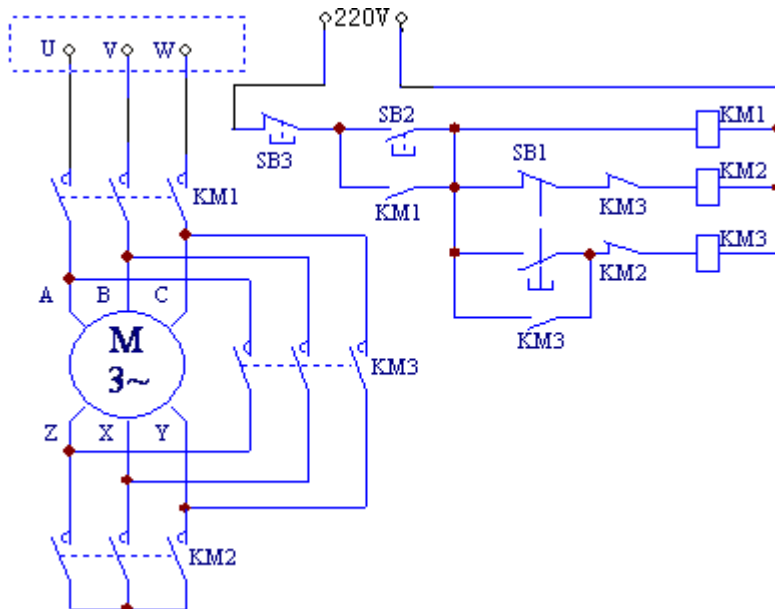 220V
U V W
SB2 KM1
SB3 SB1 KM2
KM1 KM1 KM3
KM3
KM2
A B C
KM3
M
3~
KM3
Z X Y
KM2